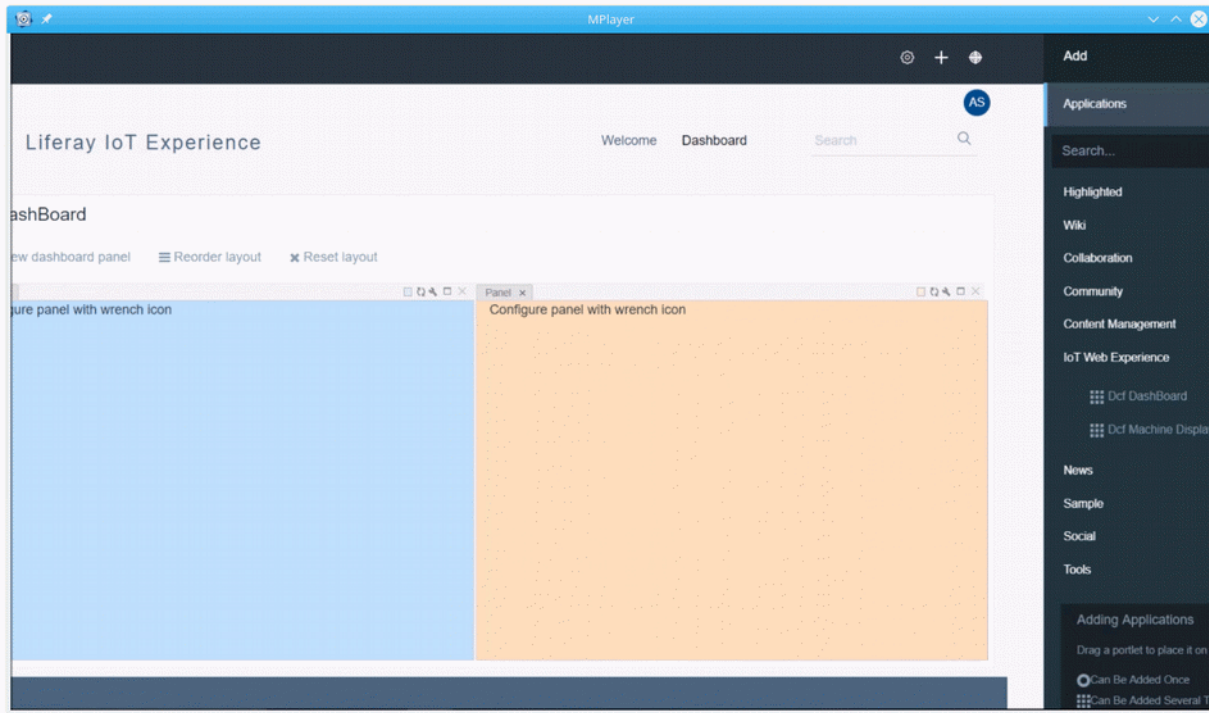 MPlayer
Add
AS
Applications
Liferay IoT Experience
Welcome Dashboard Search
Search...
Highlighted
ashBoard
Wiki
ew dashboard panel Reorder layout Reset layout
Collaboration
Panel
Community
ure panel with wrench icon
Configure panel with wrench icon
Content Management
IoT Web Experience
Dcf DashBoard
Dcf Machine Displa
News
Sample
Social
Tools
Adding Applications
Drag a portlet to place it on
Can Be Added Once
Can Be Added Several T